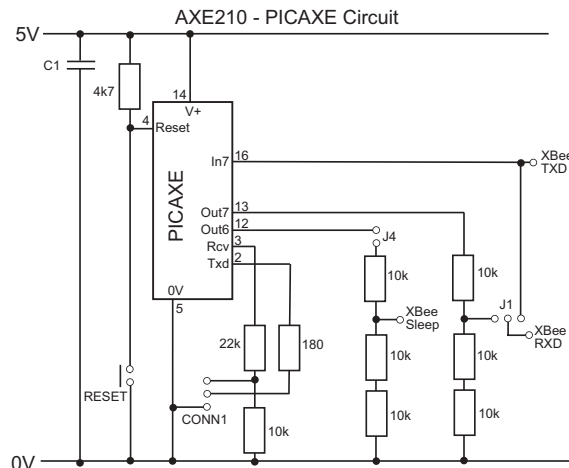 AXE210 - PICAXE Circuit
5V
C1
4k7
14
V+
4
Reset
PICAXE
In7
16
XBee
TXD
Out7
13
Out6
12
J4
Rcv
3
Txd
2
10k
10k
0V
5
XBee
Sleep
J1
XBee
RXD
22k
180
10k
10k
RESET
CONN1
10k
10k
10k
0V